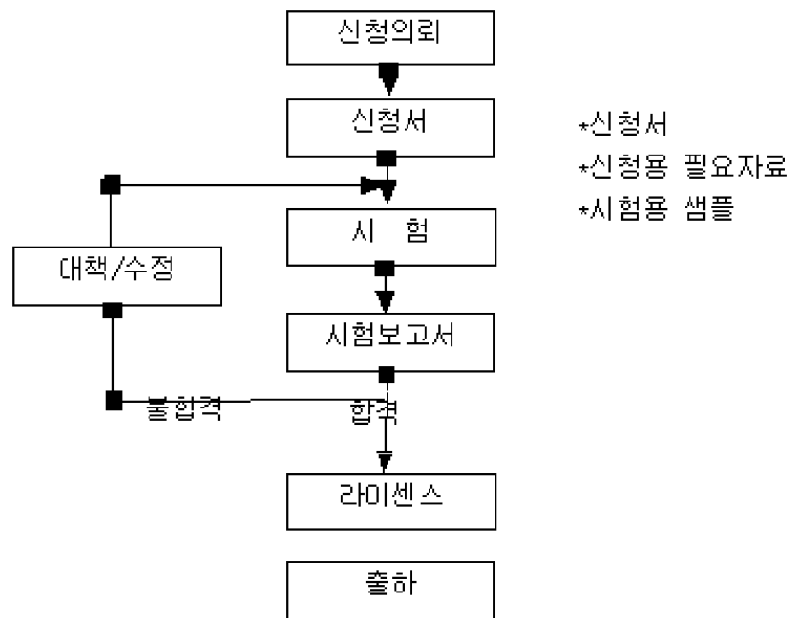 신청의뢰
신청서
*신청서
*신청용 필요자료
*시험용 샘플
시 험
대책/수정
시험보고서
불합격
합격
라이센스
출하